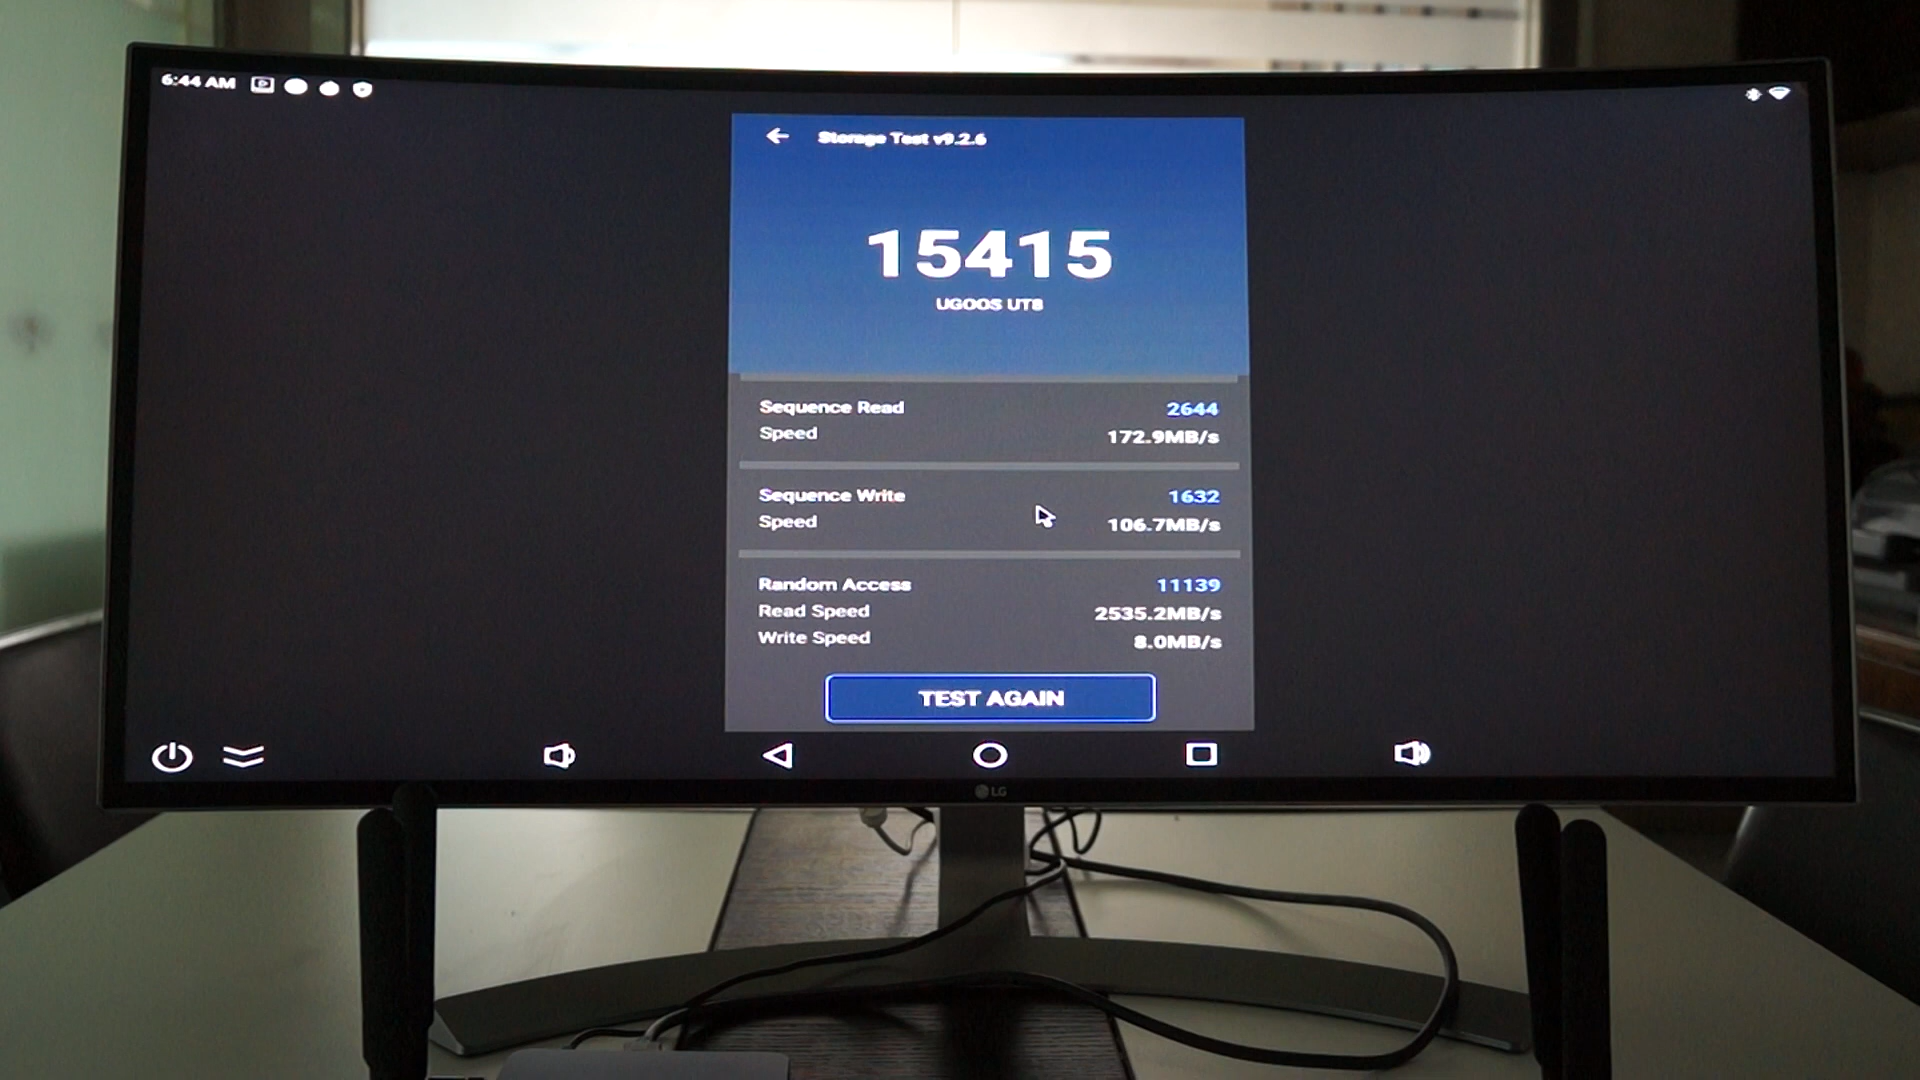 6:44 AM
Storage Test v9.2.6
15415
UGOOS UT8
Sequence Read 2644
Speed 172.9MB/s
Sequence Write 1632
Speed 106.7MB/s
Random Access 11139
Read Speed 2535.2MB/s
Write Speed 8.0MB/s
TEST AGAIN
LG